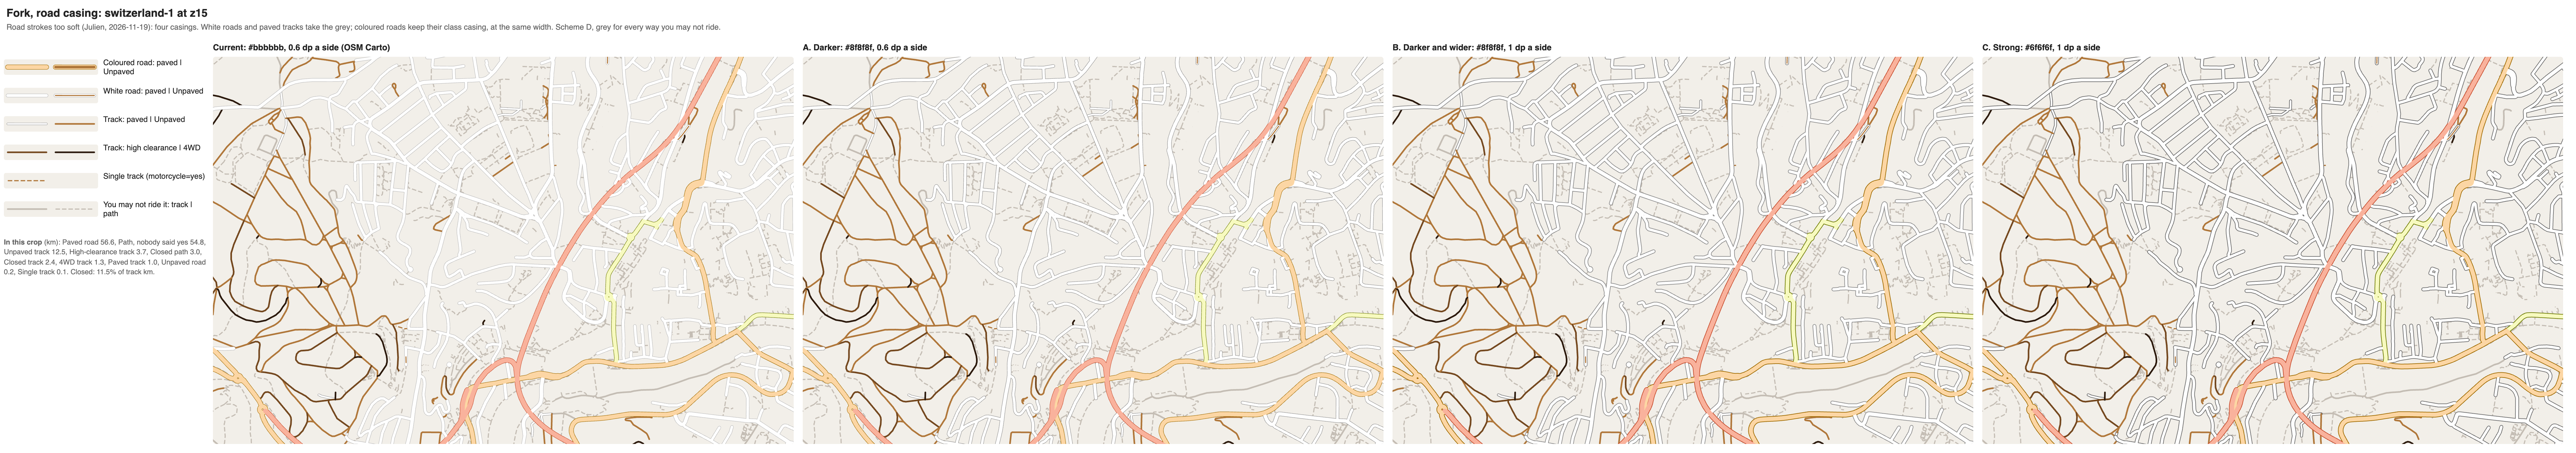 Fork, road casing: switzerland-1 at z15
Road strokes too soft (Julien, 2026-11-19): four casings. White roads and paved tracks take the grey; coloured roads keep their class casing, at the same width. Scheme D, grey for every way you may not ride.
Current: #bbbbbb, 0.6 dp a side (OSM Carto)
A. Darker: #8f8f8f, 0.6 dp a side
B. Darker and wider: #8f8f8f, 1 dp a side
C. Strong: #6f6f6f, 1 dp a side
Coloured road: paved |
Unpaved
White road: paved | Unpaved
Track: paved | Unpaved
Track: high clearance | 4WD
Single track (motorcycle=yes)
You may not ride it: track |
path
In this crop (km): Paved road 56.6, Path, nobody said yes 54.8,
Unpaved track 12.5, High-clearance track 3.7, Closed path 3.0,
Closed track 2.4, 4WD track 1.3, Paved track 1.0, Unpaved road
0.2, Single track 0.1. Closed: 11.5% of track km.